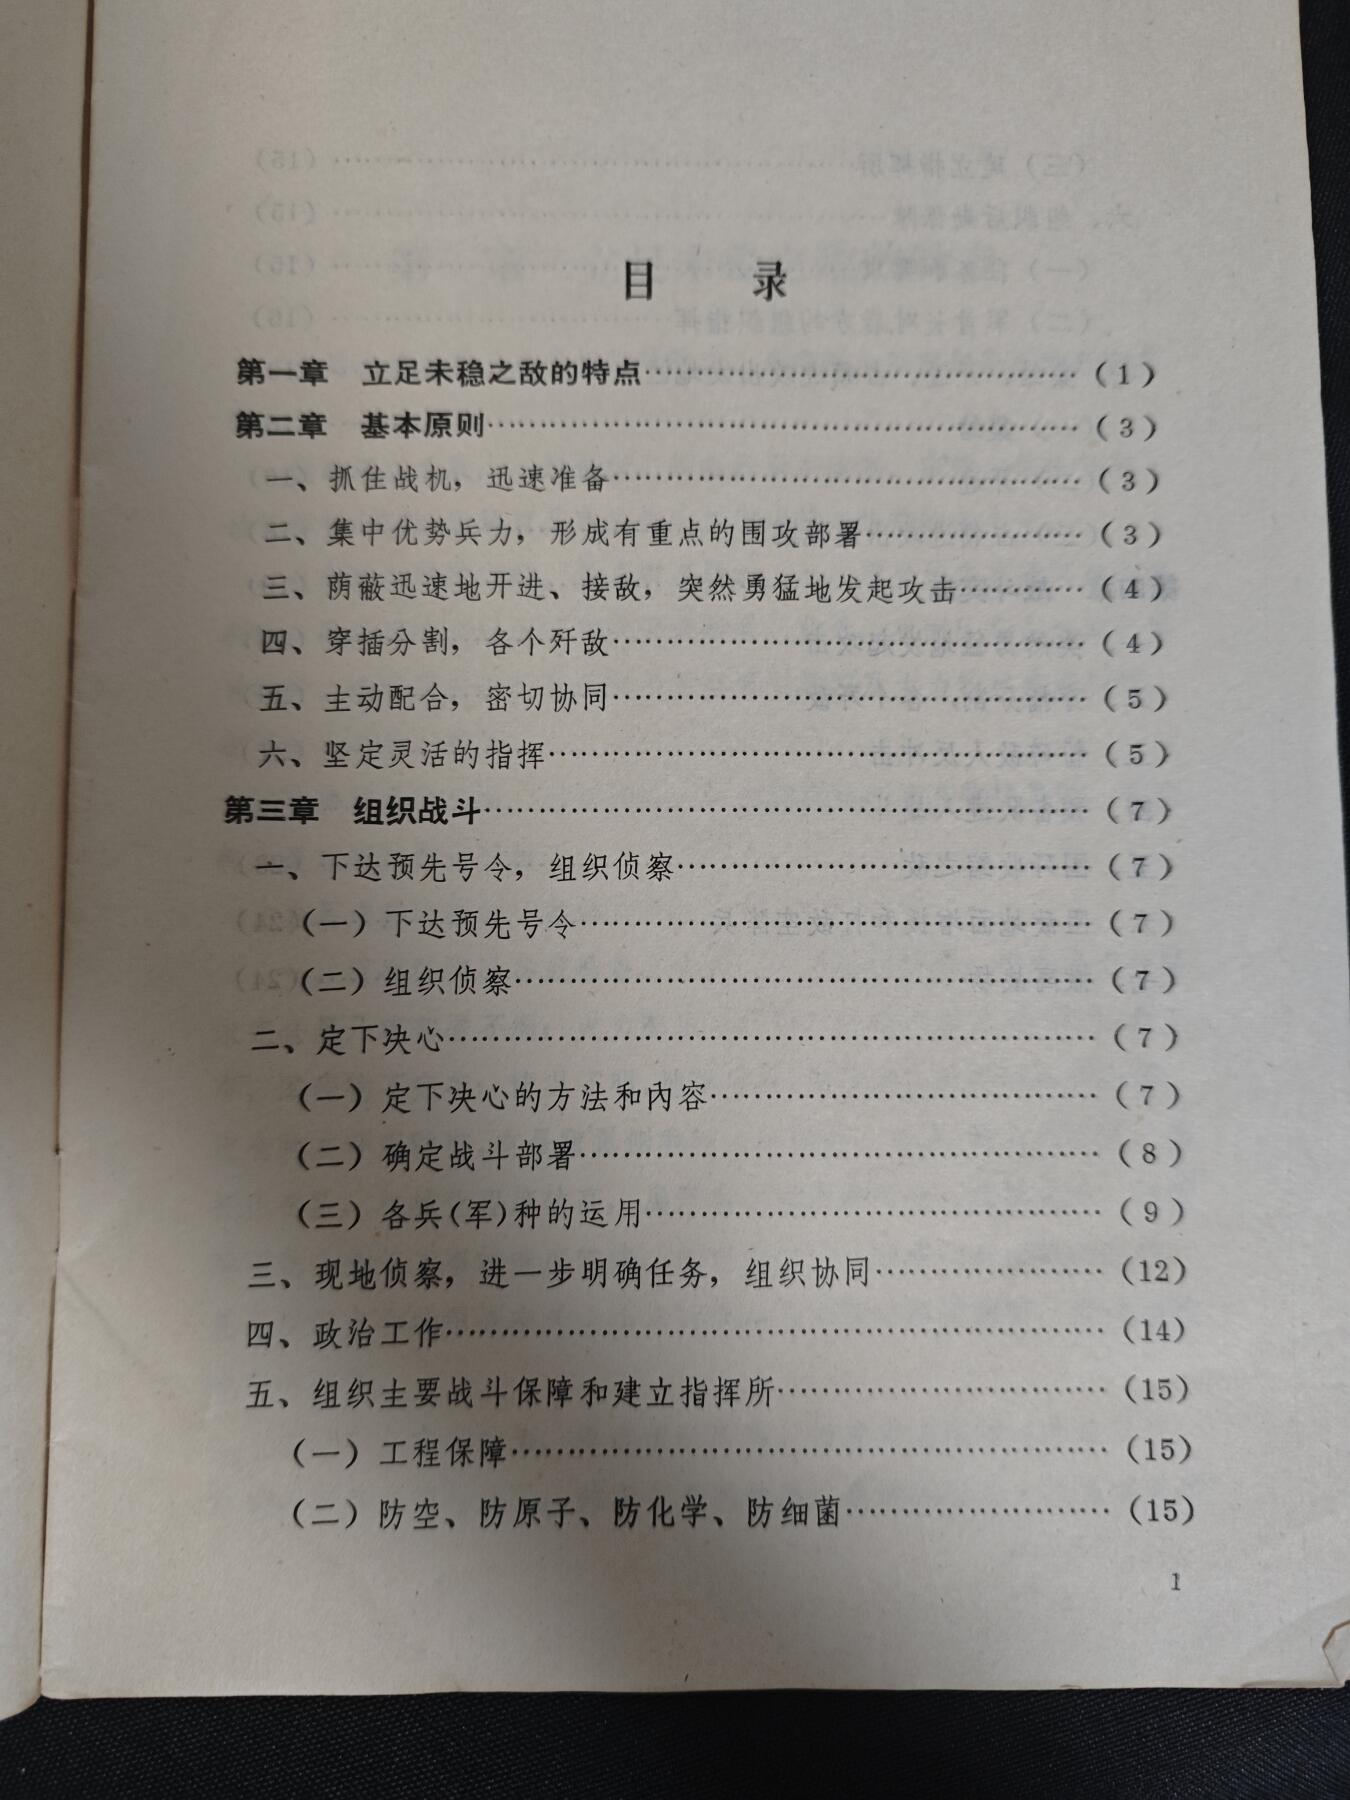 目　录
第一章　立足未稳之敌的特点……………………………………(1)
第二章　基本原则……………………………………(3)
一、抓住战机，迅速准备……………………………………(3)
二、集中优势兵力，形成有重点的围攻部署…………………(3)
三、荫蔽迅速地开进、接敌，突然勇猛地发起攻击…………(4)
四、穿插分割，各个歼敌……………………………………(4)
五、主动配合，密切协同……………………………………(5)
六、坚定灵活的指挥……………………………………(5)
第三章　组织战斗……………………………………(7)
一、下达预先号令，组织侦察……………………………………(7)
（一）下达预先号令……………………………………(7)
（二）组织侦察……………………………………(7)
二、定下决心……………………………………(7)
（一）定下决心的方法和内容……………………………………(7)
（二）确定战斗部署……………………………………(8)
（三）各兵(军)种的运用……………………………………(9)
三、现地侦察，进一步明确任务，组织协同…………………(12)
四、政治工作……………………………………(14)
五、组织主要战斗保障和建立指挥所…………………………(15)
（一）工程保障……………………………………(15)
（二）防空、防原子、防化学、防细菌……………………(15)
1